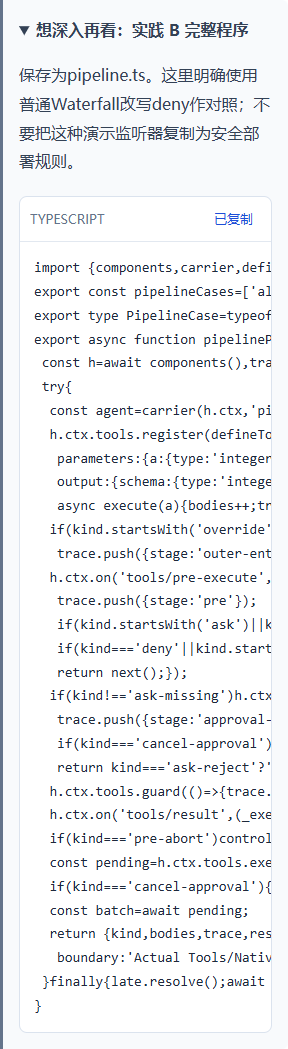 ▼ 想深入再看：实践 B 完整程序
保存为pipeline.ts。这里明确使用
普通Waterfall改写deny作对照；不
要把这种演示监听器复制为安全部
署规则。
TYPESCRIPT 已复制
import {components,carrier,defi
export const pipelineCases=['al
export type PipelineCase=typeof
export async function pipelineP
const h=await components(),tra
try{
const agent=carrier(h.ctx,'pi
h.ctx.tools.register(defineTo
parameters:{a:{type:'integer
output:{schema:{type:'intege
async execute(a){bodies++;tr
if(kind.startsWith('override'
trace.push({stage:'outer-ent
h.ctx.on('tools/pre-execute',
trace.push({stage:'pre'});
if(kind.startsWith('ask')||k
if(kind==='deny'||kind.start
return next();});
if(kind!=='ask-missing')h.ctx
trace.push({stage:'approval-
if(kind==='cancel-approval')
return kind==='ask-reject'?'
h.ctx.tools.guard(()=>{trace.
h.ctx.on('tools/result',(_exe
if(kind==='pre-abort')control
const pending=h.ctx.tools.exe
if(kind==='cancel-approval'){
const batch=await pending;
return {kind,bodies,trace,res
boundary:'Actual Tools/Nativ
}finally{late.resolve();await
}